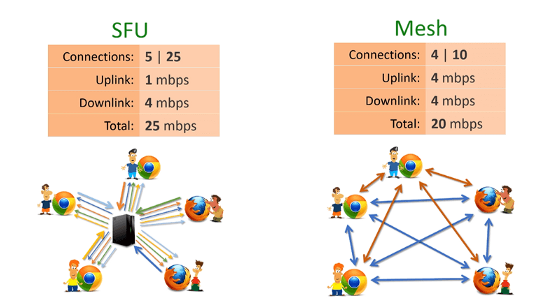 SFU
Connections: 5 | 25
Uplink: 1 mbps
Downlink: 4 mbps
Total: 25 mbps
Mesh
Connections: 4 | 10
Uplink: 4 mbps
Downlink: 4 mbps
Total: 20 mbps